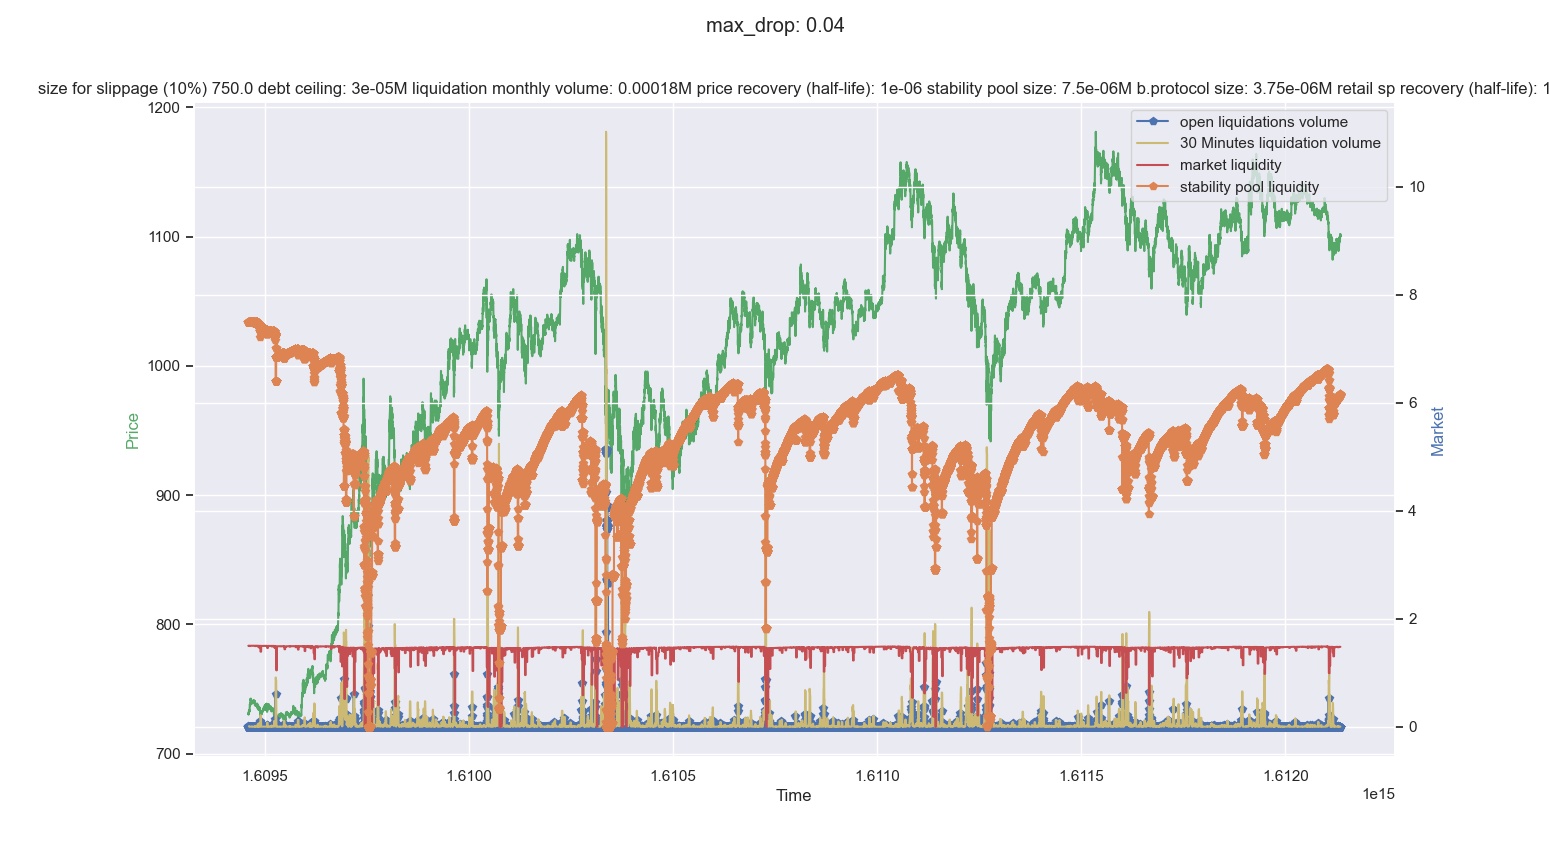 max_drop: 0.04
size for slippage (10%) 750.0 debt ceiling: 3e-05M liquidation monthly volume: 0.00018M price recovery (half-life): 1e-06 stability pool size: 7.5e-06M b.protocol size: 3.75e-06M retail sp recovery (half-life): 1
open liquidations volume
30 Minutes liquidation volume
market liquidity
stability pool liquidity
1200
1100
1000
900
800
700
Price
10
8
6
4
2
0
Market
1.6095 1.6100 1.6105 1.6110 1.6115 1.6120
Time
1e15